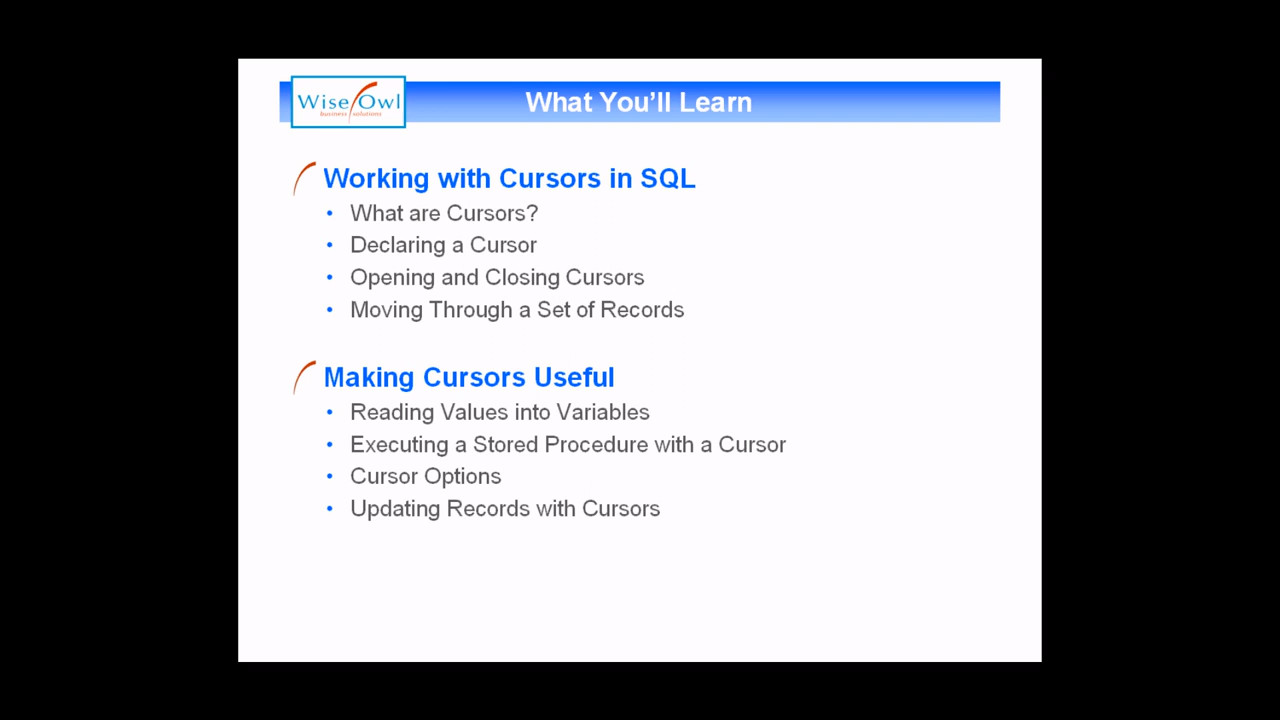 Wise Owl
business solutions
What You'll Learn
Working with Cursors in SQL
• What are Cursors?
• Declaring a Cursor
• Opening and Closing Cursors
• Moving Through a Set of Records
Making Cursors Useful
• Reading Values into Variables
• Executing a Stored Procedure with a Cursor
• Cursor Options
• Updating Records with Cursors